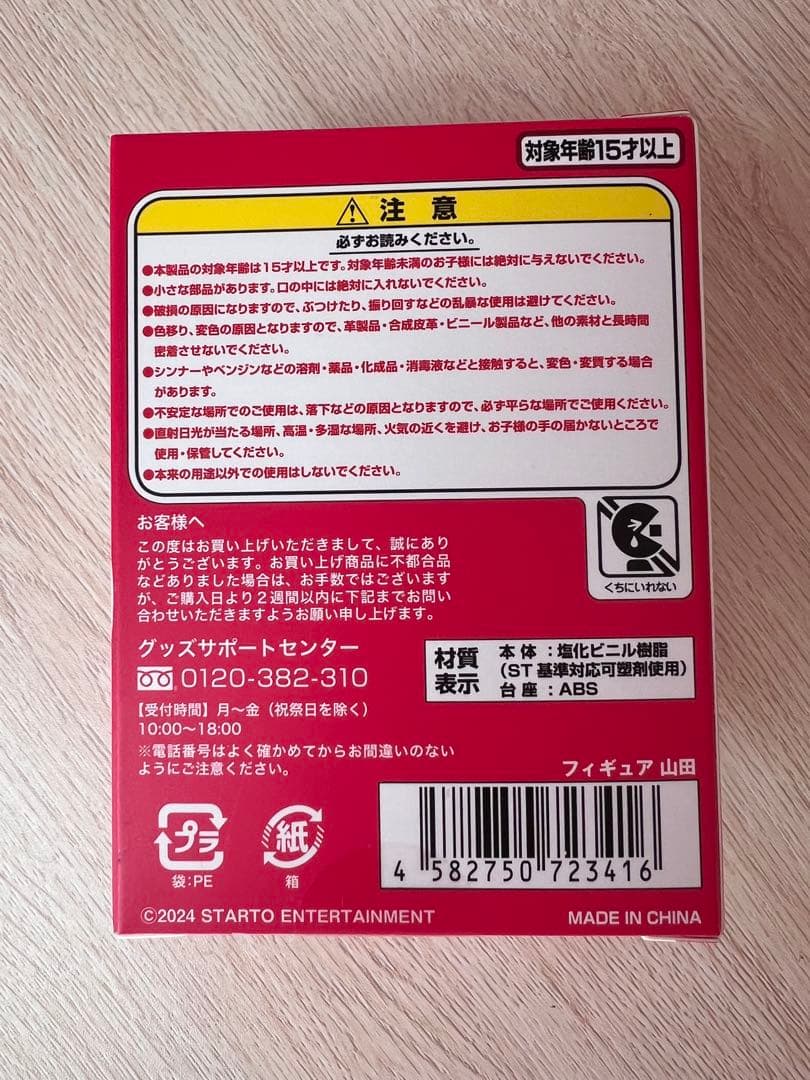 対象年齢15才以上
注 意
必ずお読みください。
●本製品の対象年齢は15才以上です。対象年齢未満のお子様には絶対に与えないでください。
●小さな部品があります。口の中には絶対に入れないでください。
●破損の原因になりますので、ぶつけたり、振り回すなどの乱暴な使用は避けてください。
●色移り、変色の原因となりますので、革製品・合成皮革・ビニール製品など、他の素材と長時間
密着させないでください。
●シンナーやベンジンなどの溶剤・薬品・化成品・消毒液などと接触すると、変色・変質する場合
があります。
●不安定な場所でのご使用は、落下などの原因となりますので、必ず平らな場所でご使用ください。
●直射日光が当たる場所、高温・多湿な場所、火気の近くを避け、お子様の手の届かないところで
使用・保管してください。
●本来の用途以外での使用はしないでください。
くちにいれない
お客様へ
この度はお買い上げいただきまして、誠にあり
がとうございます。お買い上げ商品に不都合品
などありました場合は、お手数ではございます
が、ご購入日より2週間以内に下記までお問い
合わせいただきますようお願い申し上げます。
グッズサポートセンター
0120-382-310
【受付時間】月〜金（祝祭日を除く）
10:00〜18:00
※電話番号はよく確かめてからお間違いのない
ようにご注意ください。
材質
表示
本 体：塩化ビニル樹脂
（ST 基準対応可塑剤使用）
台 座：ABS
フィギュア 山田
4 582750 723416
プラ
袋:PE
紙
箱
©2024 STARTO ENTERTAINMENT
MADE IN CHINA